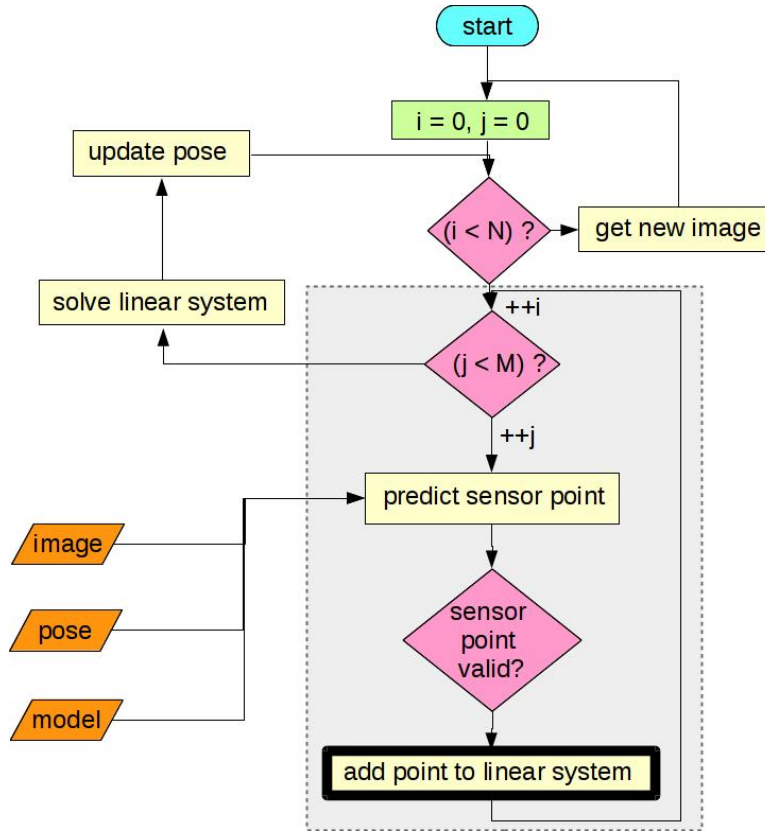 start
i = 0, j = 0
update pose
(i < N) ?
get new image
solve linear system
++i
(j < M) ?
++j
predict sensor point
image
sensor
point
valid?
pose
model
add point to linear system